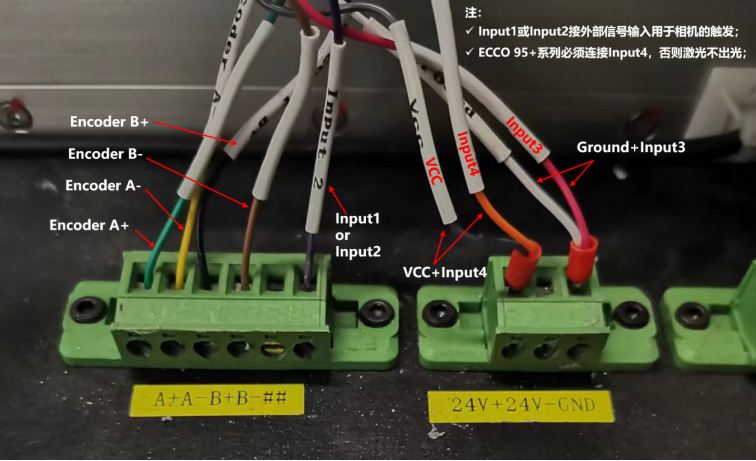 注:
✓ Input1或Input2接外部信号输入用于相机的触发;
✓ ECCO 95+系列必须连接Input4, 否则激光不出光;
Encoder B+
Encoder B-
Encoder A-
Encoder A+
Input 2
Input1
or
Input2
VCC
VCC
Input4
Input3
Ground+Input3
VCC+Input4
A+A-B+B-##
24V+24V-GND